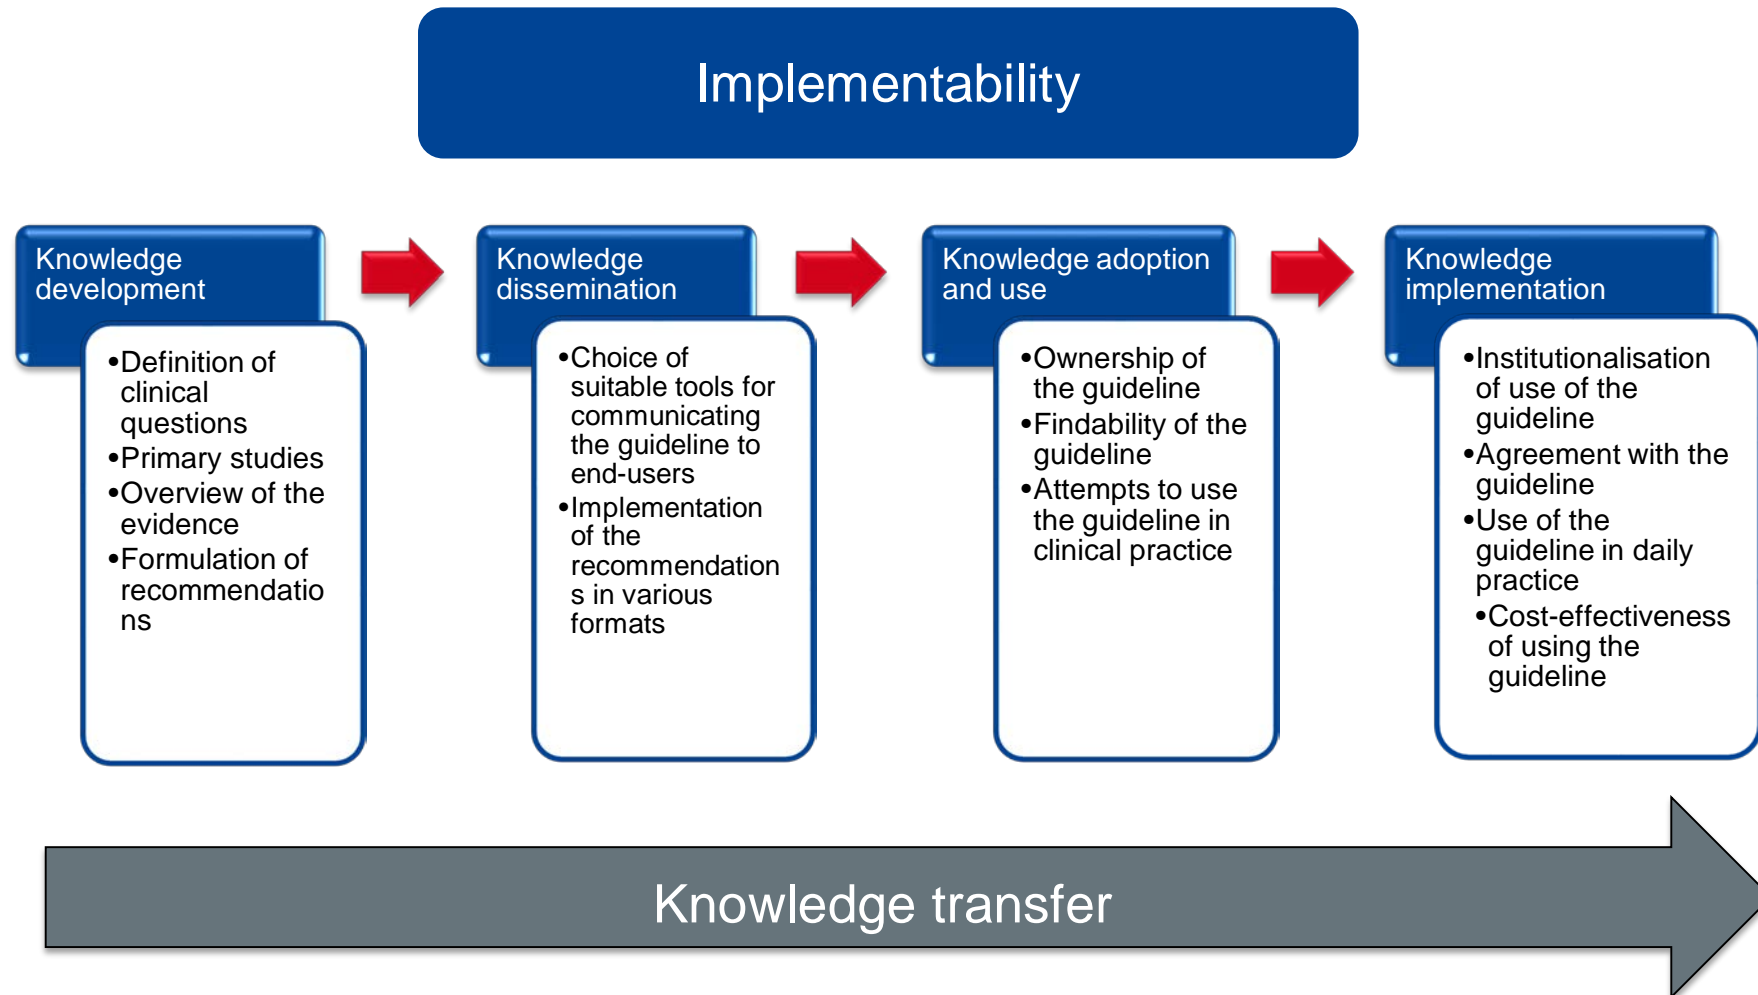 Implementability
Knowledge
development
•Definition of
clinical
questions
•Primary studies
•Overview of the
evidence
•Formulation of
recommendatio
ns
Knowledge
dissemination
•Choice of
suitable tools for
communicating
the guideline to
end-users
•Implementation
of the
recommendation
s in various
formats
Knowledge adoption
and use
•Ownership of
the guideline
•Findability of the
guideline
•Attempts to use
the guideline in
clinical practice
Knowledge
implementation
•Institutionalisation
of use of the
guideline
•Agreement with the
guideline
•Use of the
guideline in daily
practice
•Cost-effectiveness
of using the
guideline
Knowledge transfer